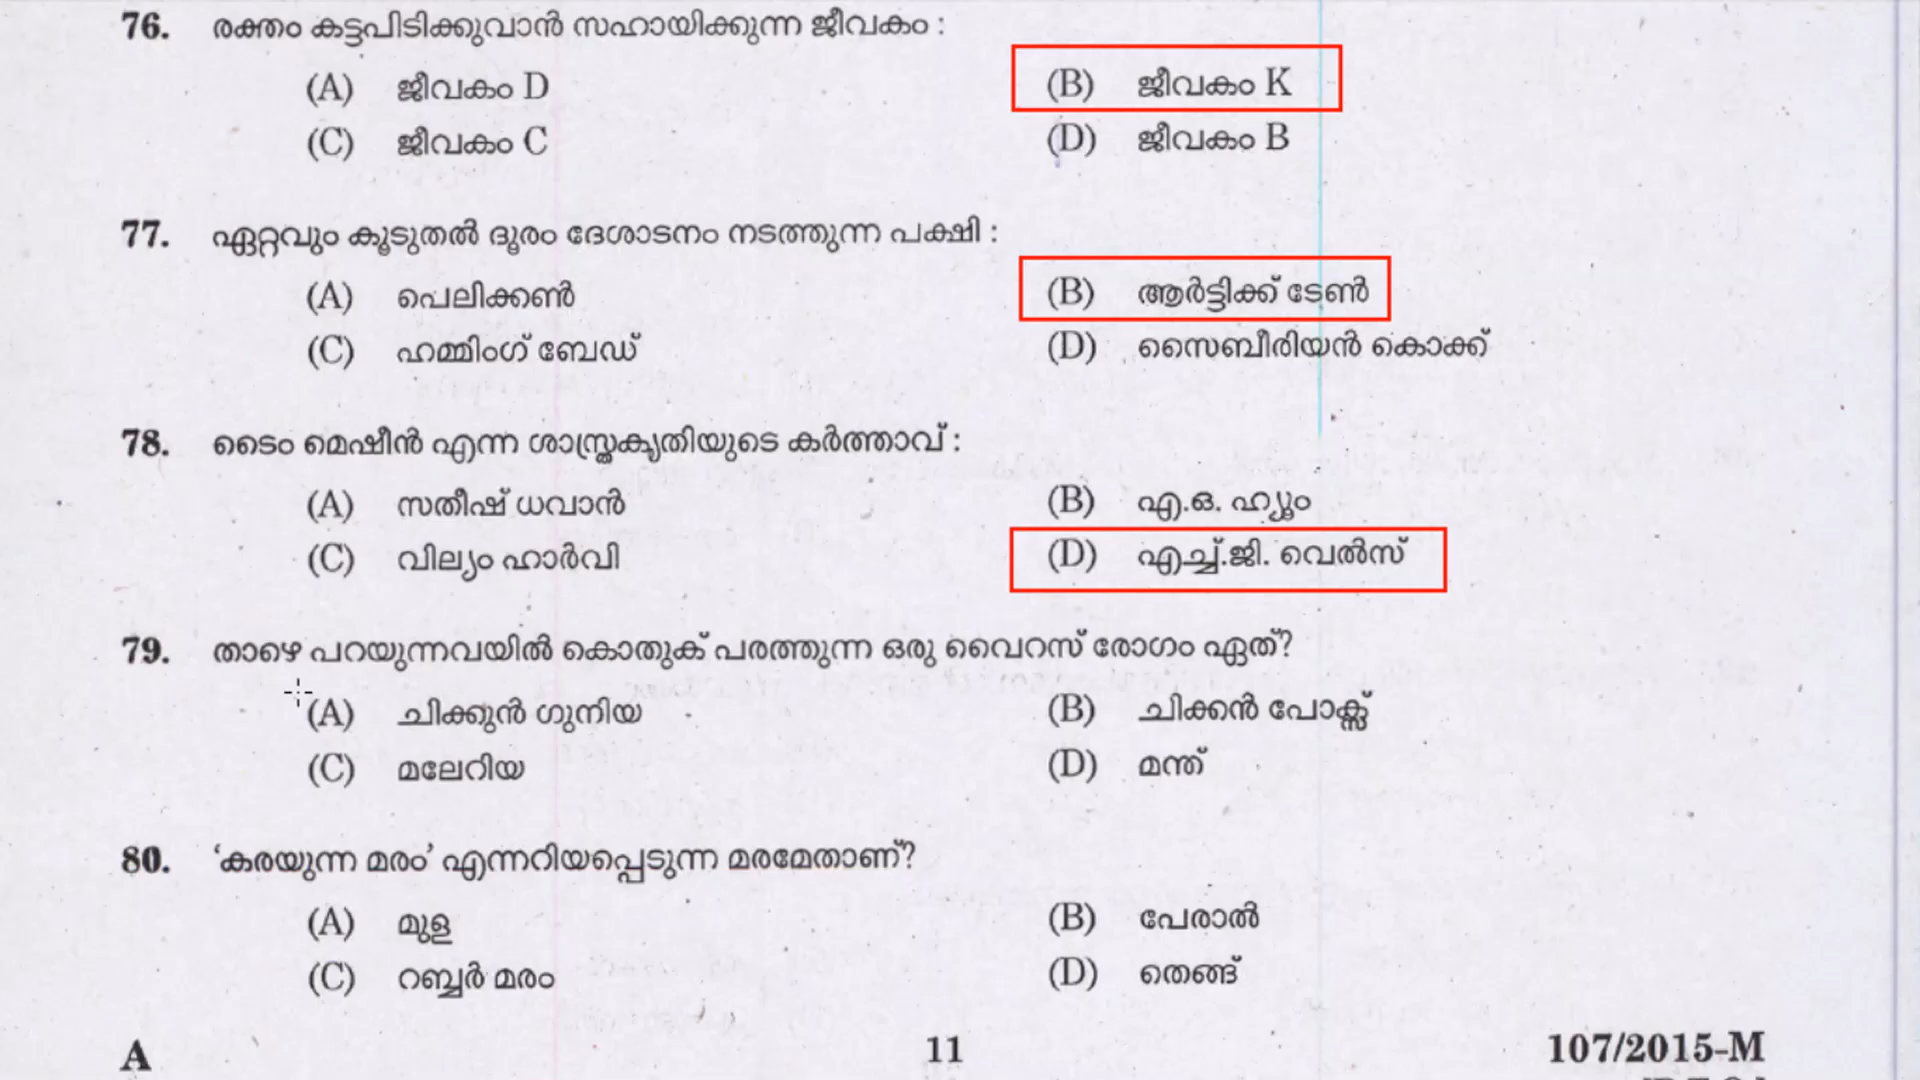 76. രക്തം കട്ടപിടിക്കുവാൻ സഹായിക്കുന്ന ജീവകം :
(A) ജീവകം D (B) ജീവകം K
(C) ജീവകം C (D) ജീവകം B
77. ഏറ്റവും കൂടുതൽ ദൂരം ദേശാടനം നടത്തുന്ന പക്ഷി :
(A) പെലിക്കൺ (B) ആർട്ടിക്ക് ടേൺ
(C) ഹമ്മിംഗ് ബേഡ് (D) സൈബീരിയൻ കൊക്ക്
78. ടൈം മെഷീൻ എന്ന ശാസ്ത്രകൃതിയുടെ കർത്താവ് :
(A) സതീഷ് ധവാൻ (B) എ.ഒ. ഹ്യൂം
(C) വില്യം ഹാർവി (D) എച്ച്.ജി. വെൽസ്
79. താഴെ പറയുന്നവയിൽ കൊതുക് പരത്തുന്ന ഒരു വൈറസ് രോഗം ഏത്?
(A) ചിക്കുൻ ഗുനിയ (B) ചിക്കൻ പോക്സ്
(C) മലേറിയ (D) മന്ത്
80. ‘കരയുന്ന മരം’ എന്നറിയപ്പെടുന്ന മരമേതാണ്?
(A) മുള (B) പേരാൽ
(C) റബ്ബർ മരം (D) തെങ്ങ്
A 11 107/2015-M